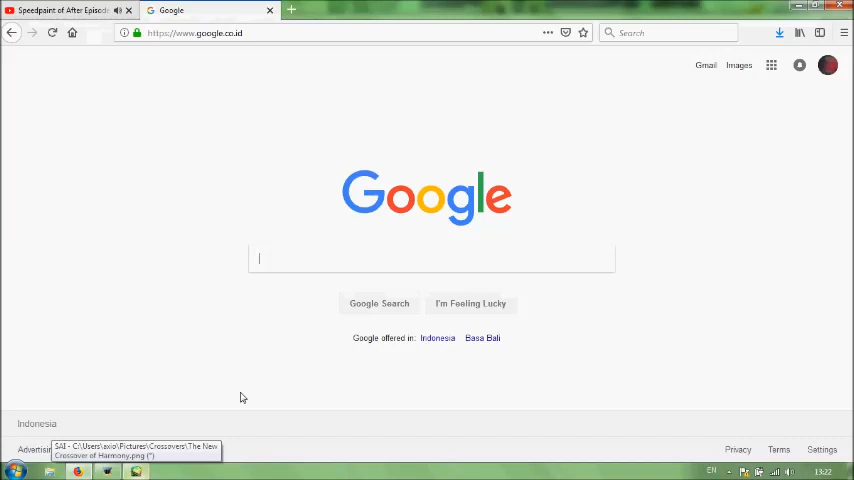 Speedpaint of After Episode
Google
https://www.google.co.id
Search
Gmail
Images
Google
Google Search
I'm Feeling Lucky
Google offered in: Indonesia Basa Bali
Indonesia
SAI - C:\Users\axio\Pictures\Crossovers\The New
Crossover of Harmony.png (*)
Advertisin
Privacy
Terms
Settings
EN
13:22